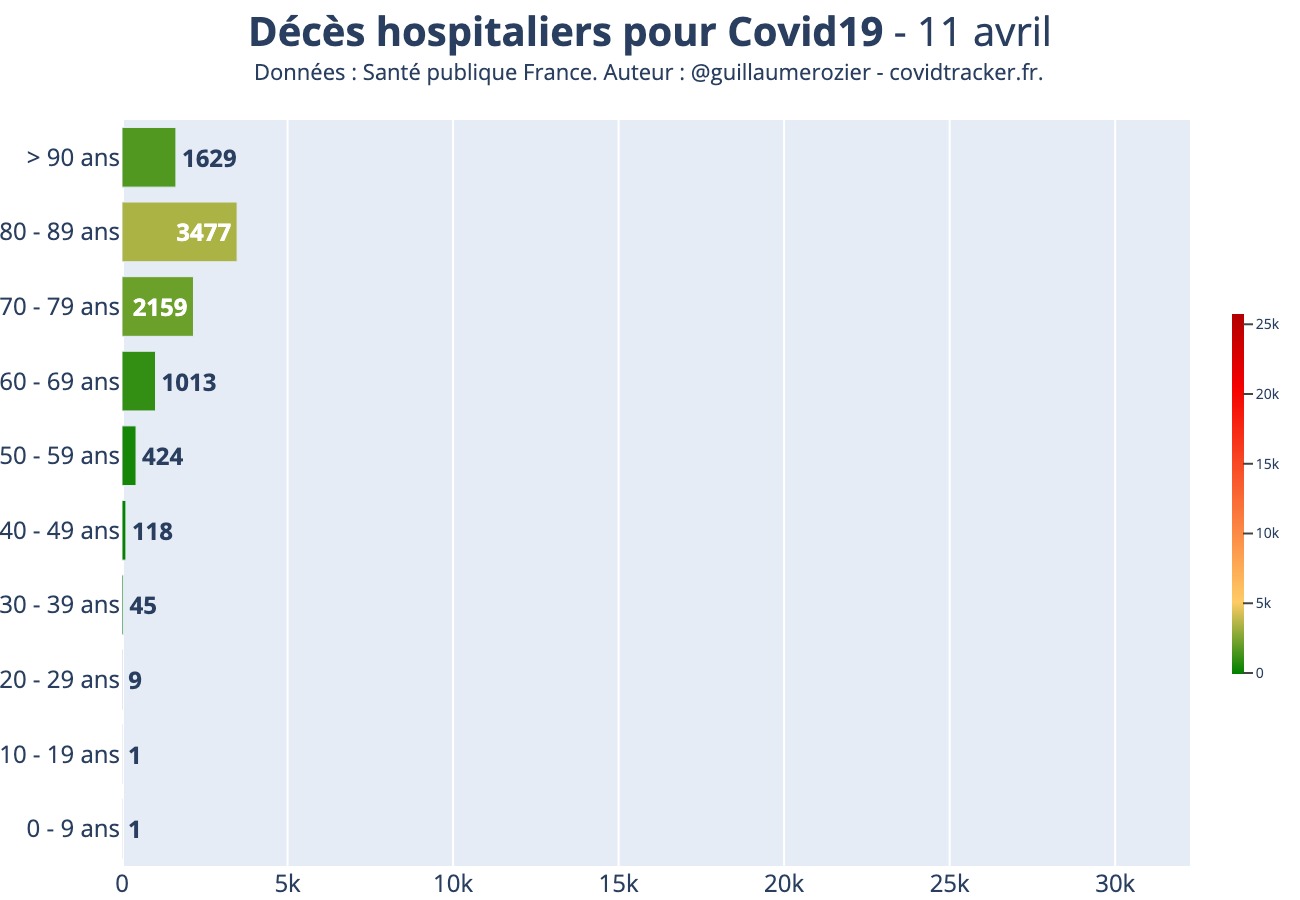 Décès hospitaliers pour Covid19 - 11 avril
Données : Santé publique France. Auteur : @guillaumerozier - covidtracker.fr.
> 90 ans 1629
80 - 89 ans 3477
70 - 79 ans 2159
60 - 69 ans 1013
50 - 59 ans 424
40 - 49 ans 118
30 - 39 ans 45
20 - 29 ans 9
10 - 19 ans 1
0 - 9 ans 1
0 5k 10k 15k 20k 25k 30k
25k
20k
15k
10k
5k
0